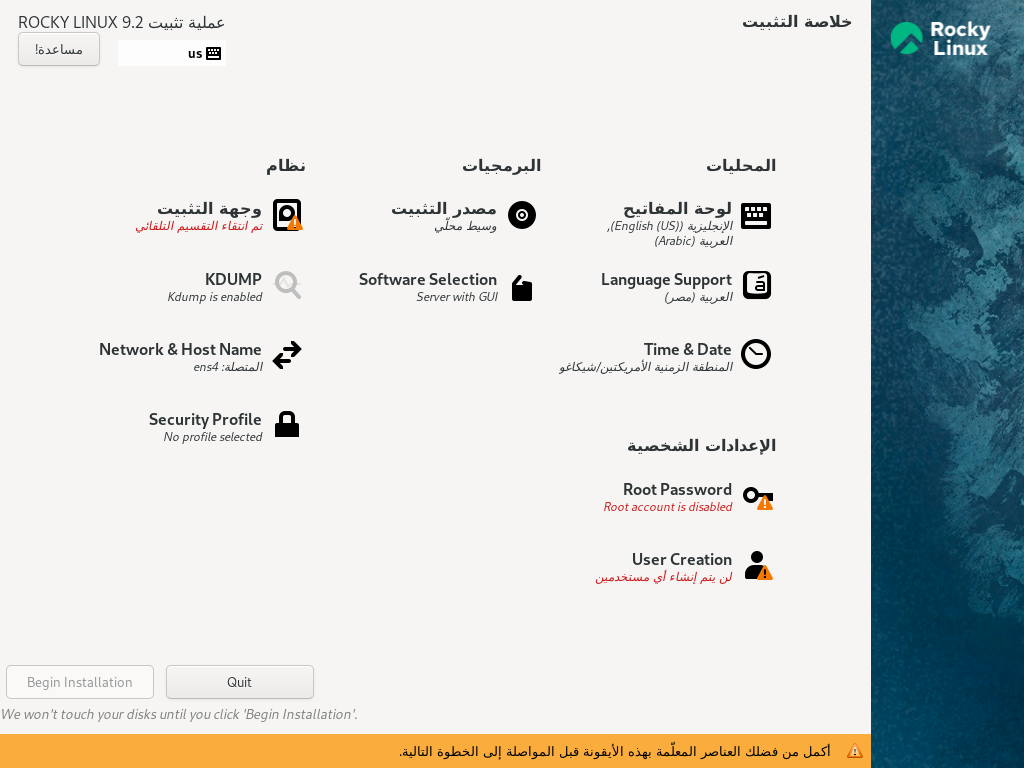 Rocky
Linux
خلاصة التثبيت
عملية تثبيت ROCKY LINUX 9.2
us
مساعدة!
المحليات
لوحة المفاتيح
الإنجليزية (English (US)),
العربية (Arabic)
Language Support
العربية (مصر)
Time & Date
المنطقة الزمنية الأمريكتين/شيكاغو
البرمجيات
مصدر التثبيت
وسيط محلّي
Software Selection
Server with GUI
نظام
وجهة التثبيت
تم انتقاء التقسيم التلقائي
KDUMP
Kdump is enabled
Network & Host Name
المتصلة: ens4
Security Profile
No profile selected
الإعدادات الشخصية
Root Password
Root account is disabled
User Creation
لن يتم إنشاء أي مستخدمين
Quit
Begin Installation
We won't touch your disks until you click 'Begin Installation'.
أكمل من فضلك العناصر المعلّمة بهذه الأيقونة قبل المواصلة إلى الخطوة التالية.